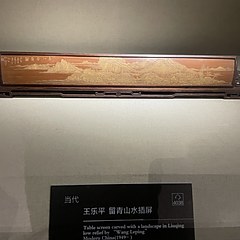 当代
王乐平 留青山水插屏
Table screen carved with a landscape in Liuqing
low relief by "Wang Leping"
Modern China(1949- )